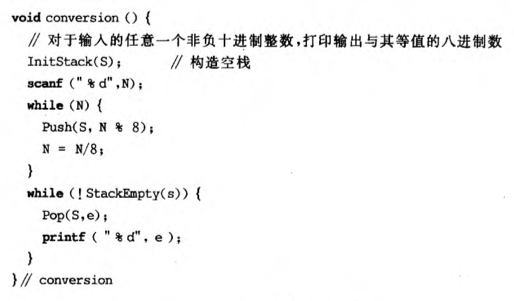 void conversion () {
// 对于输入的任意一个非负十进制整数,打印输出与其等值的八进制数
InitStack(S); // 构造空栈
scanf ("%d",N);
while (N) {
Push(S, N % 8);
N = N/8;
}
while (! StackEmpty(s)) {
Pop(S,e);
printf ( "%d", e );
}
}// conversion